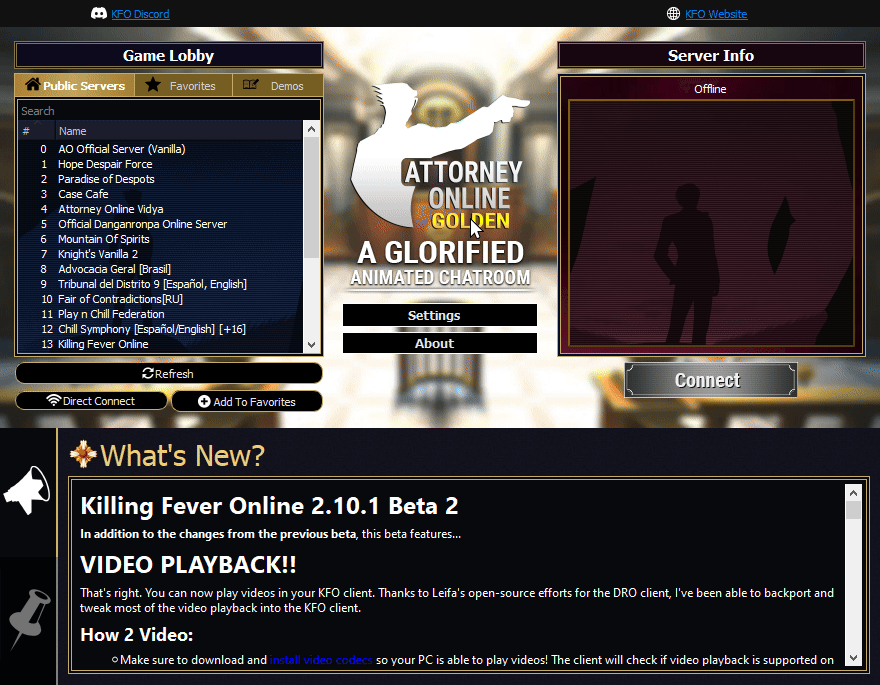 KFO Discord
KFO Website
Game Lobby
Server Info
Public Servers
Favorites
Demos
Offline
Search
# Name
0 AO Official Server (Vanilla)
1 Hope Despair Force
2 Paradise of Despots
3 Case Cafe
4 Attorney Online Vidya
5 Official Danganronpa Online Server
6 Mountain Of Spirits
7 Knight's Vanilla 2
8 Advocacia Geral [Brasil]
9 Tribunal del Distrito 9 [Español, English]
10 Fair of Contradictions[RU]
11 Play n Chill Federation
12 Chill Symphony [Español/English] [+16]
13 Killing Fever Online
ATTORNEY
ONLINE
GOLDEN
A GLORIFIED
ANIMATED CHATROOM
Settings
About
Refresh
Direct Connect
Add To Favorites
Connect
What's New?
Killing Fever Online 2.10.1 Beta 2
In addition to the changes from the previous beta, this beta features...
VIDEO PLAYBACK!!
That's right. You can now play videos in your KFO client. Thanks to Leifa's open-source efforts for the DRO client, I've been able to backport and
tweak most of the video playback into the KFO client.
How 2 Video:
Make sure to download and install video codecs so your PC is able to play videos! The client will check if video playback is supported on